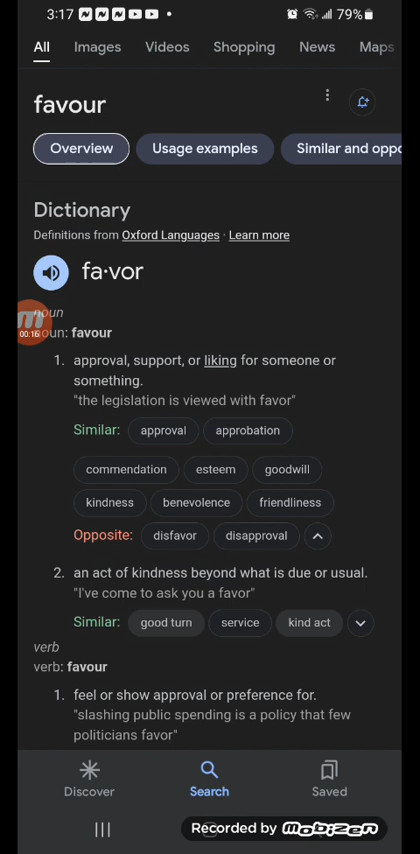 3:17 79%
All Images Videos Shopping News Maps
favour
Overview Usage examples Similar and oppo
Dictionary
Definitions from Oxford Languages · Learn more
fa·vor
noun
noun: favour
00:16
1. approval, support, or liking for someone or
something.
"the legislation is viewed with favor"
Similar: approval approbation
commendation esteem goodwill
kindness benevolence friendliness
Opposite: disfavor disapproval
2. an act of kindness beyond what is due or usual.
"I've come to ask you a favor"
Similar: good turn service kind act
verb
verb: favour
1. feel or show approval or preference for.
"slashing public spending is a policy that few
politicians favor"
Discover Search Saved
Recorded by mobizen